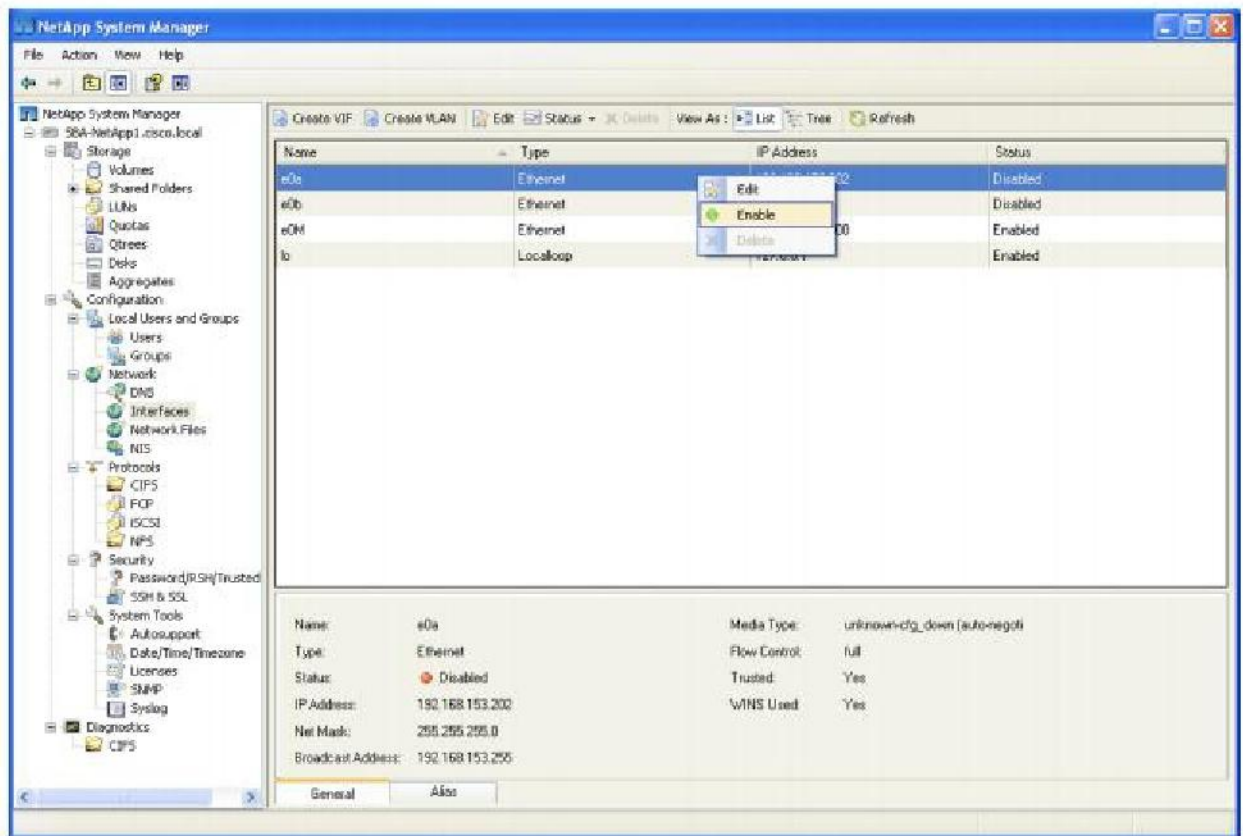 NetApp System Manager
File Action View Help
NetApp System Manager
SBA-NetApp1.cisco.local
Storage
Volumes
Shared Folders
LUNs
Quotas
Qtrees
Disks
Aggregates
Configuration
Local Users and Groups
Users
Groups
Network
DNS
Interfaces
Network Files
NIS
Protocols
CIFS
FCP
iSCSI
NFS
Security
Password/RSH/Trusted
SSH & SSL
System Tools
Autosupport
Date/Time/Timezone
Licenses
SNMP
Syslog
Diagnostics
CIFS
Create VIF Create VLAN Edit Status Delete View As : List Tree Refresh
Name Type IP Address Status
e0a Ethernet Disabled
e0b Ethernet Disabled
e0M Ethernet Enabled
lo Localloop Enabled
Edit
Enable
Delete
Name: e0a
Type: Ethernet
Status: Disabled
IP Address: 192.168.153.202
Net Mask: 255.255.255.0
Broadcast Address: 192.168.153.255
Media Type: unknown-cfg_down (auto-negoti
Flow Control: full
Trusted: Yes
WINS Used: Yes
General Alias